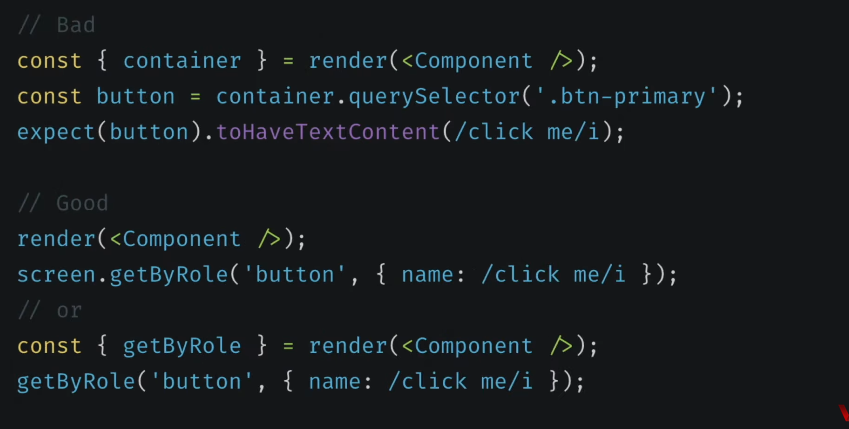 // Bad
const { container } = render(<Component />);
const button = container.querySelector('.btn-primary');
expect(button).toHaveTextContent(/click me/i);
// Good
render(<Component />);
screen.getByRole('button', { name: /click me/i });
// or
const { getByRole } = render(<Component />);
getByRole('button', { name: /click me/i });